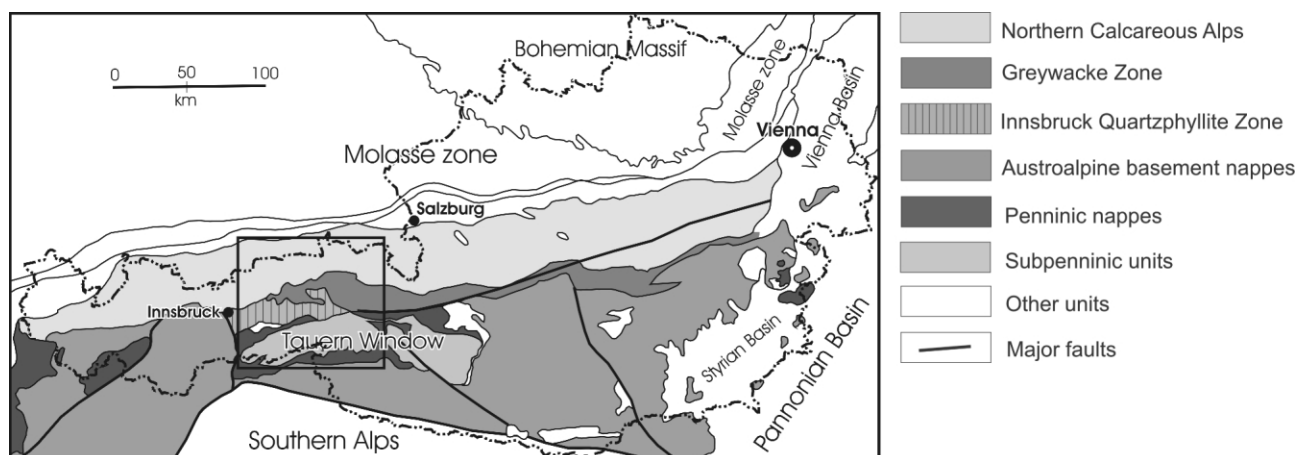 Bohemian Massif
0 50 100
km
Molasse zone
Vienna Basin
Vienna
Molasse zone
Salzburg
Innsbruck
Tauern Window
Styrian Basin
Pannonian Basin
Southern Alps
Northern Calcareous Alps
Greywacke Zone
Innsbruck Quartzphyllite Zone
Austroalpine basement nappes
Penninic nappes
Subpenninic units
Other units
Major faults